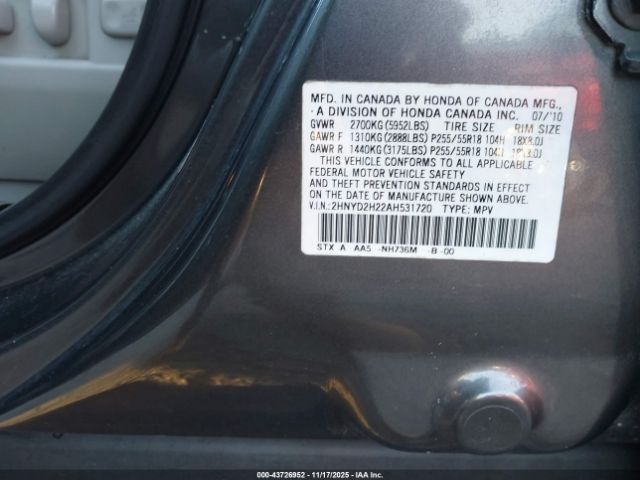 MFD. IN CANADA BY HONDA OF CANADA MFG.,
A DIVISION OF HONDA CANADA INC. 07/'10
GVWR 2700KG(5952LBS) TIRE SIZE RIM SIZE
GAWR F 1310KG(2888LBS) P255/55R18 104H 18X8.0J
GAWR R 1440KG(3175LBS) P255/55R18 104H 18X8.0J
THIS VEHICLE CONFORMS TO ALL APPLICABLE
FEDERAL MOTOR VEHICLE SAFETY
AND THEFT PREVENTION STANDARDS IN EFFECT
ON THE DATE OF MANUFACTURE SHOWN ABOVE.
V.I.N.:2HNYD2H22AH531720 TYPE: MPV
STX A AA5 -NH736M -B -00
000-43726952 - 11/17/2025 - IAA Inc.